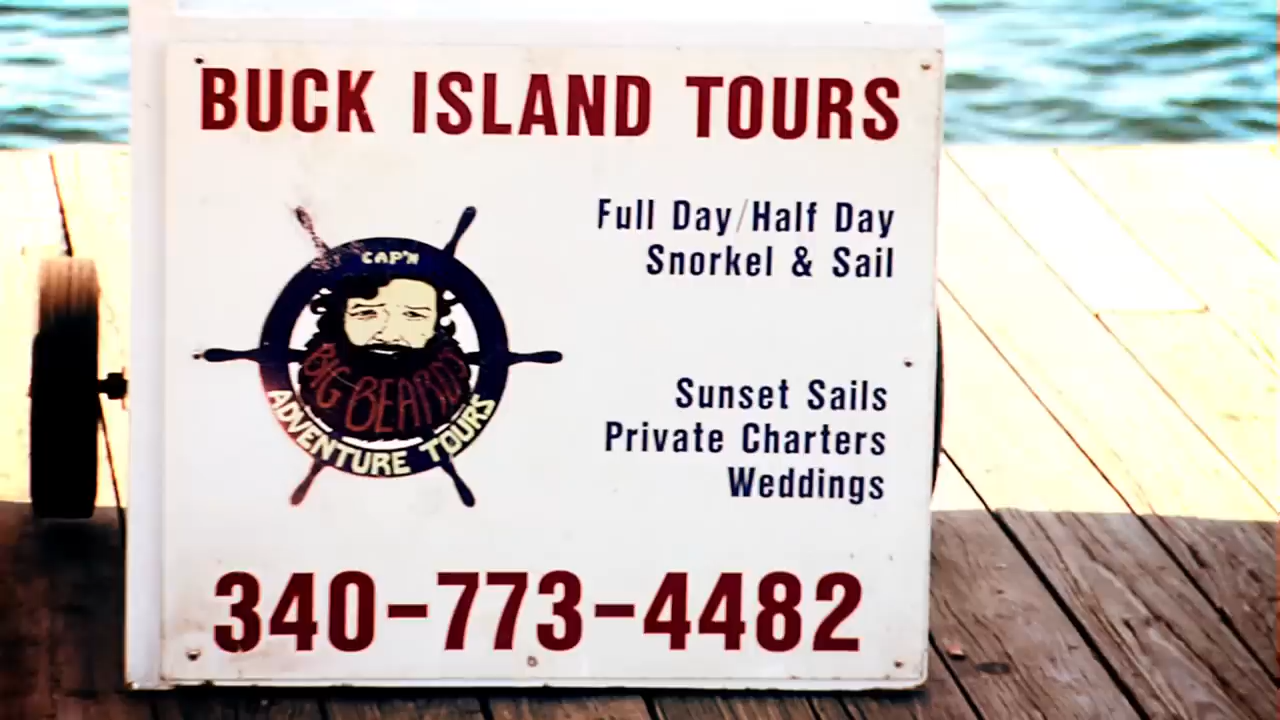 BUCK ISLAND TOURS
Full Day/Half Day
Snorkel & Sail
CAP'N
BIG BEARD'S
ADVENTURE TOURS
Sunset Sails
Private Charters
Weddings
340-773-4482